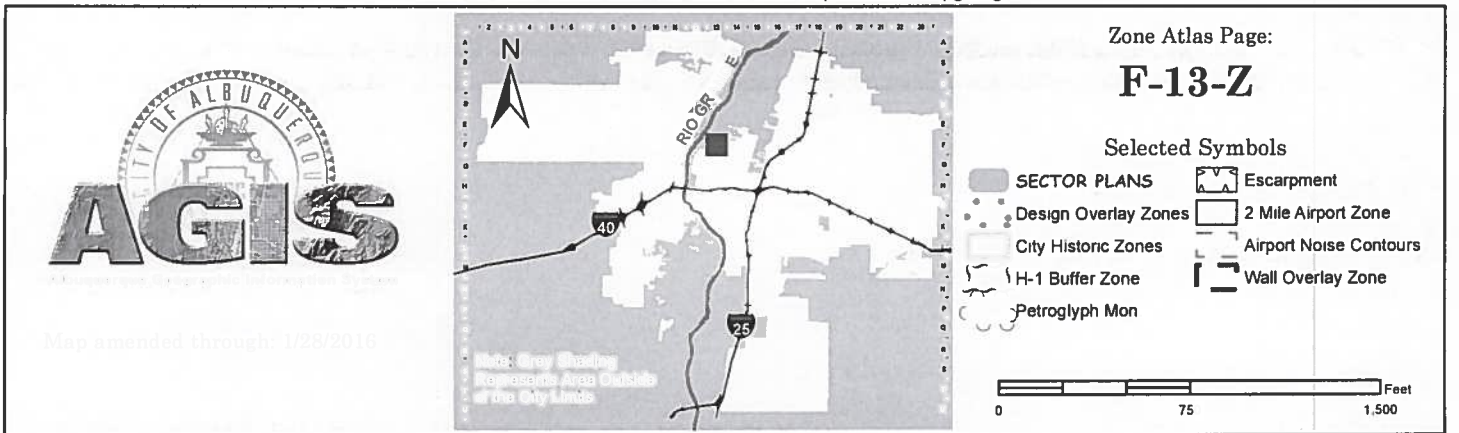 CITY OF ALBUQUERQUE
AGIS
Albuquerque Geographic Information System
Map amended through: 1/28/2016
N
RIO GR
E
40
25
Note: Grey Shading
Represents Area Outside
of the City Limits
Zone Atlas Page:
F-13-Z
Selected Symbols
SECTOR PLANS
Escarpment
Design Overlay Zones
2 Mile Airport Zone
City Historic Zones
Airport Noise Contours
H-1 Buffer Zone
Wall Overlay Zone
Petroglyph Mon
Feet
0 75 1,500